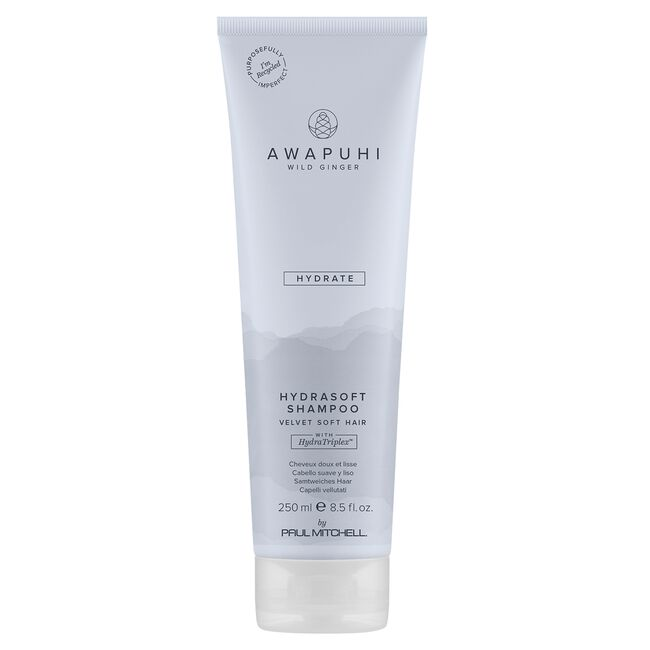 PURPOSEFULLY
I'm
Recycled
IMPERFECT
AWAPUHI
WILD GINGER
HYDRATE
HYDRASOFT
SHAMPOO
VELVET SOFT HAIR
WITH
HydraTriplex™
Cheveux doux et lisse
Cabello suave y liso
Samtweiches Haar
Capelli vellutati
250 ml ℮ 8.5 fl.oz.
by
PAUL MITCHELL®